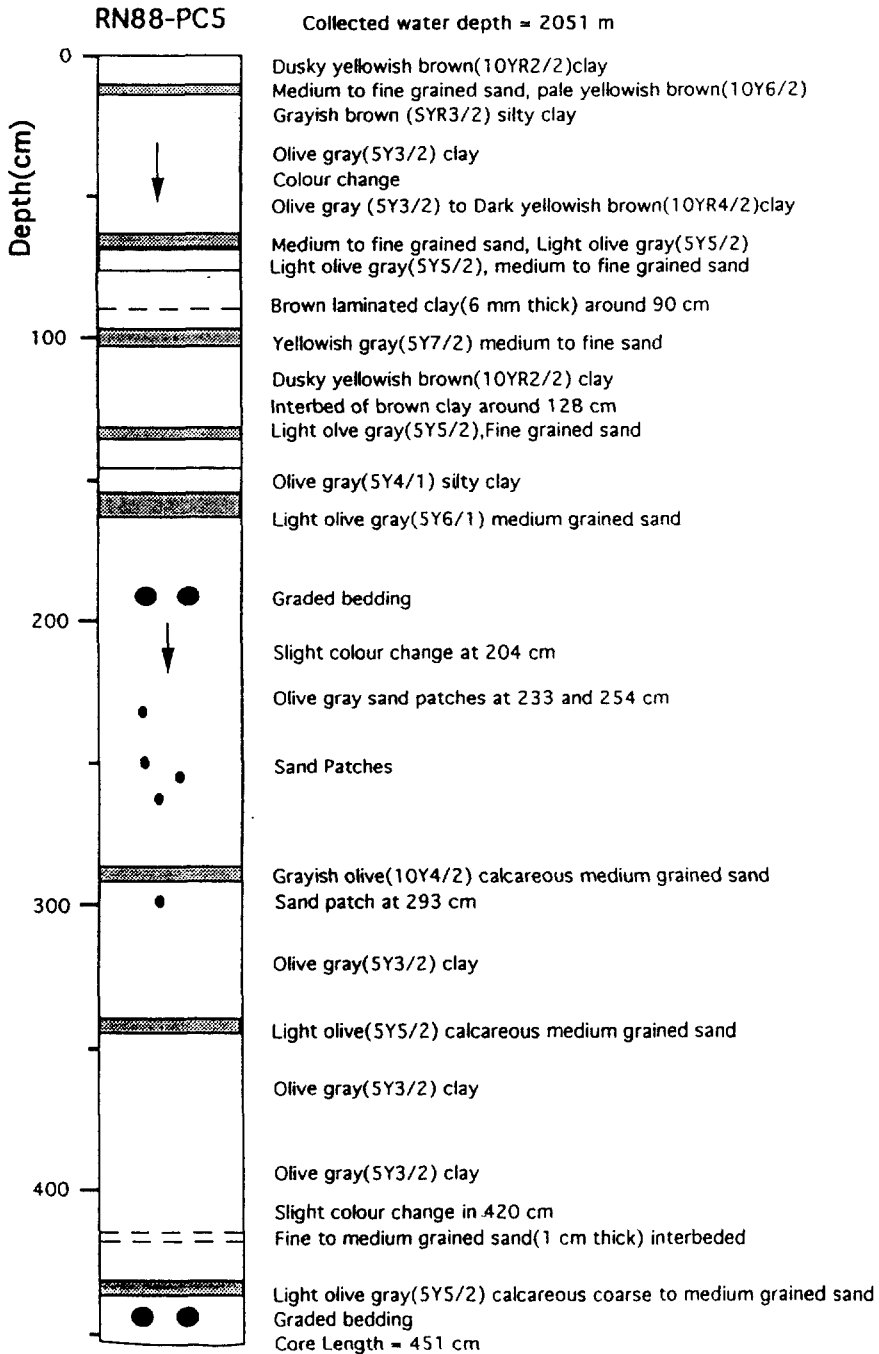 RN88-PC5
Collected water depth = 2051 m
Depth(cm)
0
Dusky yellowish brown(10YR2/2)clay
Medium to fine grained sand, pale yellowish brown(10Y6/2)
Grayish brown (SYR3/2) silty clay
Olive gray(5Y3/2) clay
Colour change
Olive gray (5Y3/2) to Dark yellowish brown(10YR4/2)clay
Medium to fine grained sand, Light olive gray(5Y5/2)
Light olive gray(5Y5/2), medium to fine grained sand
Brown laminated clay(6 mm thick) around 90 cm
100
Yellowish gray(5Y7/2) medium to fine sand
Dusky yellowish brown(10YR2/2) clay
Interbed of brown clay around 128 cm
Light olve gray(5Y5/2),Fine grained sand
Olive gray(5Y4/1) silty clay
Light olive gray(5Y6/1) medium grained sand
Graded bedding
200
Slight colour change at 204 cm
Olive gray sand patches at 233 and 254 cm
Sand Patches
Grayish olive(10Y4/2) calcareous medium grained sand
300
Sand patch at 293 cm
Olive gray(5Y3/2) clay
Light olive(5Y5/2) calcareous medium grained sand
Olive gray(5Y3/2) clay
Olive gray(5Y3/2) clay
400
Slight colour change in 420 cm
Fine to medium grained sand(1 cm thick) interbeded
Light olive gray(5Y5/2) calcareous coarse to medium grained sand
Graded bedding
Core Length = 451 cm